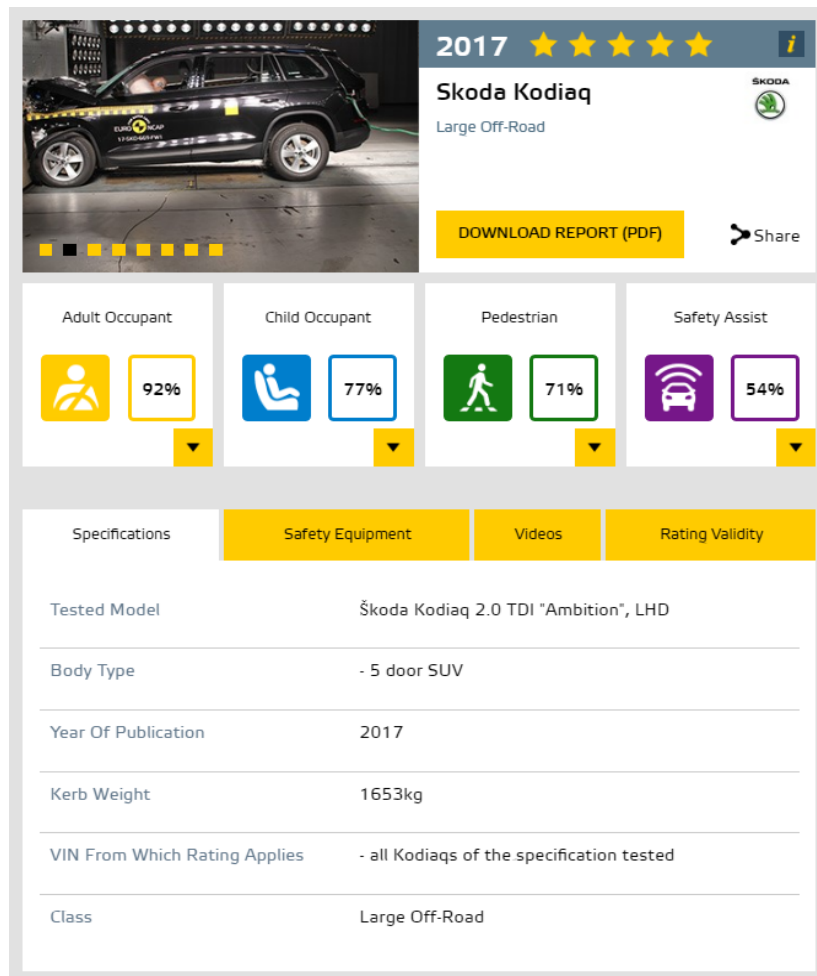 2017
i
Skoda Kodiaq
ŠKODA
Large Off-Road
EURO NCAP
DOWNLOAD REPORT (PDF)
Share
Adult Occupant
Child Occupant
Pedestrian
Safety Assist
92%
77%
71%
54%
Specifications
Safety Equipment
Videos
Rating Validity
Tested Model
Škoda Kodiaq 2.0 TDI "Ambition", LHD
Body Type
- 5 door SUV
Year Of Publication
2017
Kerb Weight
1653kg
VIN From Which Rating Applies
- all Kodiaqs of the specification tested
Class
Large Off-Road